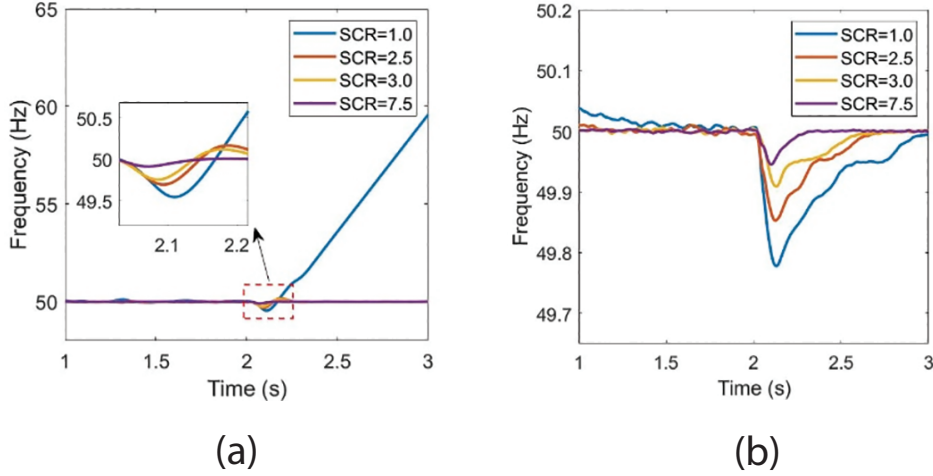 65
60
55
50
Frequency (Hz)
1
1.5
2
2.5
3
Time (s)
SCR=1.0
SCR=2.5
SCR=3.0
SCR=7.5
50.5
50
49.5
2.1
2.2
(a)
50.2
50.1
50
49.9
49.8
49.7
Frequency (Hz)
1
1.5
2
2.5
3
Time (s)
SCR=1.0
SCR=2.5
SCR=3.0
SCR=7.5
(b)